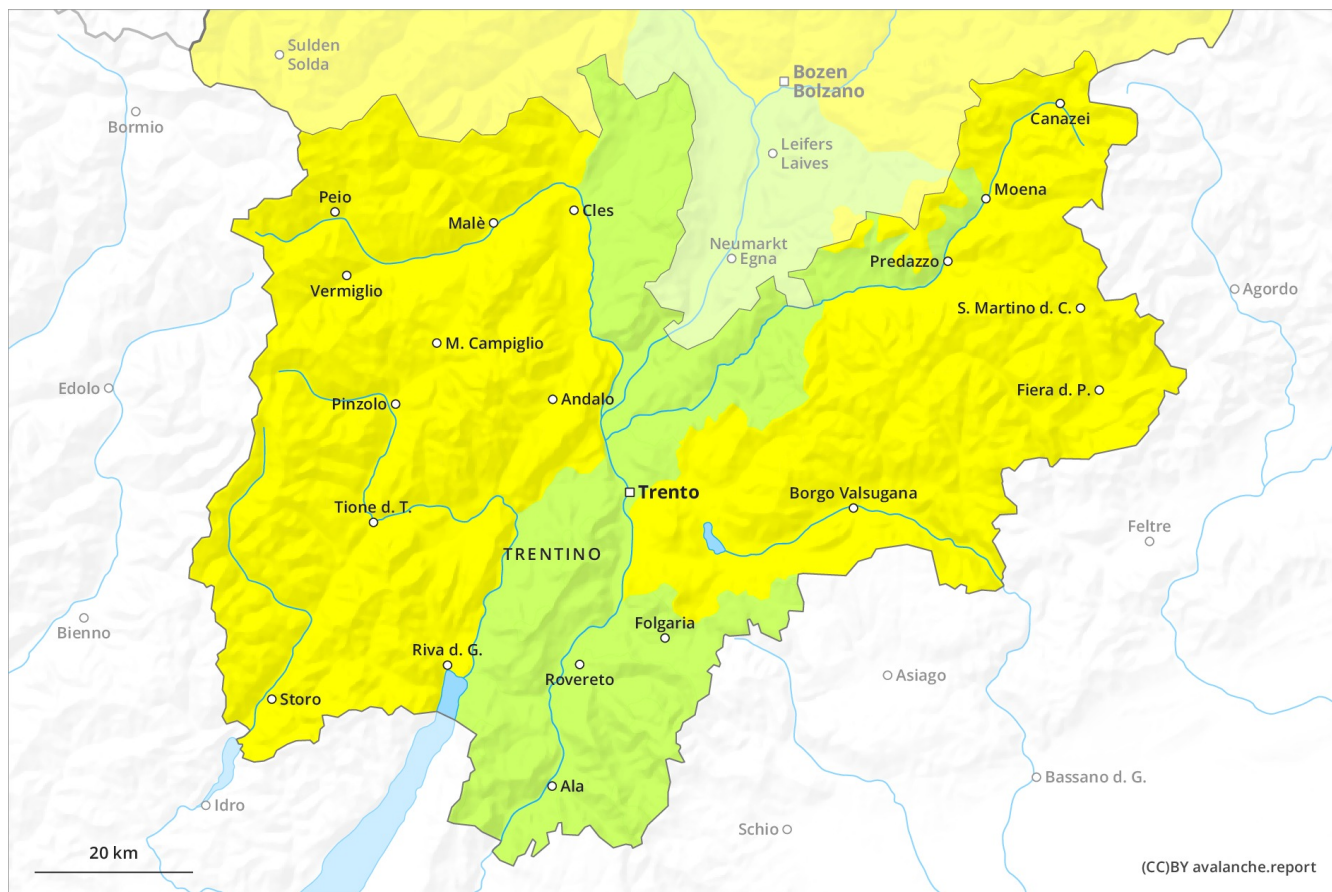 Sulden
Solda
Bozen
Bolzano
Bormio
Canazei
Leifers
Laives
Peio
Moena
Malè
Cles
Neumarkt
Egna
Predazzo
Vermiglio
Agordo
S. Martino d. C.
M. Campiglio
Edolo
Fiera d. P.
Pinzolo
Andalo
Trento
Borgo Valsugana
Tione d. T.
Feltre
TRENTINO
Bienno
Folgaria
Riva d. G.
Asiago
Rovereto
Storo
Bassano d. G.
Ala
Idro
Schio
20 km
(CC)BY avalanche.report